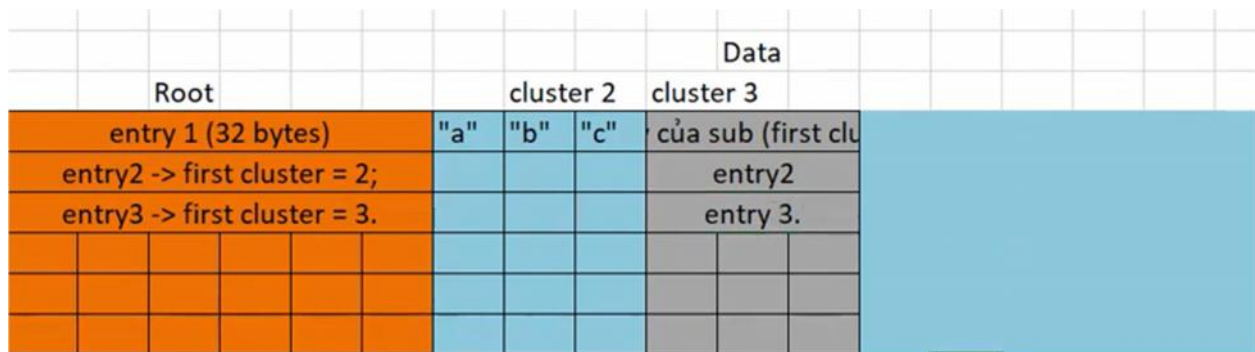 Data
Root cluster 2 cluster 3
entry 1 (32 bytes) "a" "b" "c" của sub (first clu
entry2 -> first cluster = 2; entry2
entry3 -> first cluster = 3. entry 3.